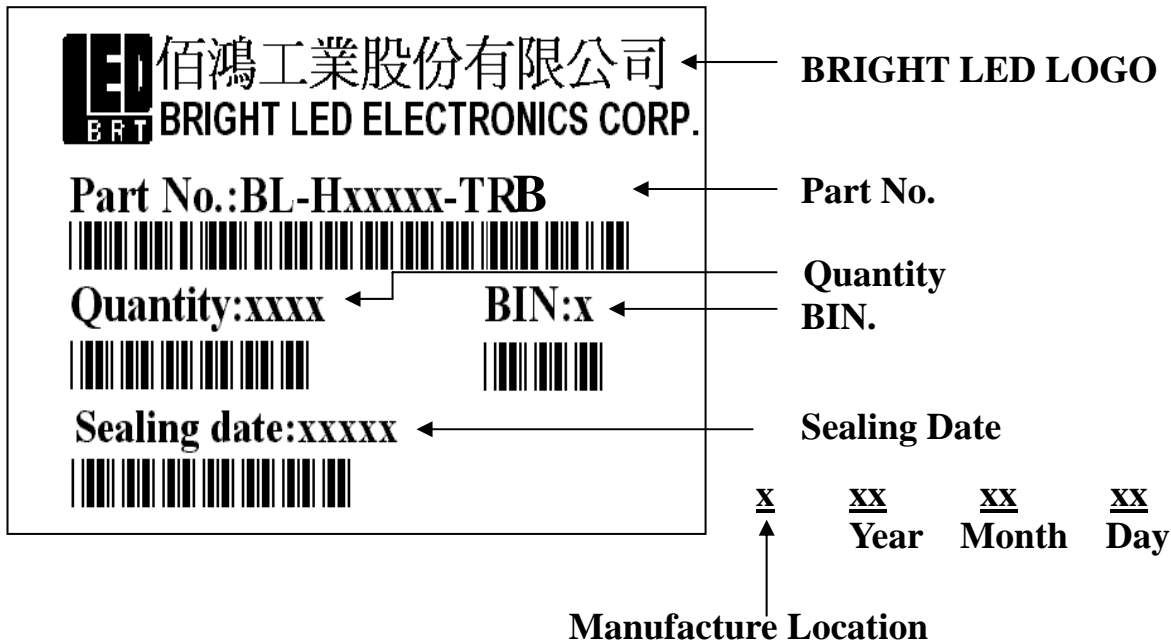 LED 佰鴻工業股份有限公司 BRIGHT LED LOGO
BRT BRIGHT LED ELECTRONICS CORP.
Part No.:BL-Hxxxxx-TRB Part No.
Quantity
Quantity:xxxx BIN:x BIN.
Sealing date:xxxxx Sealing Date
x xx xx xx
Year Month Day
Manufacture Location